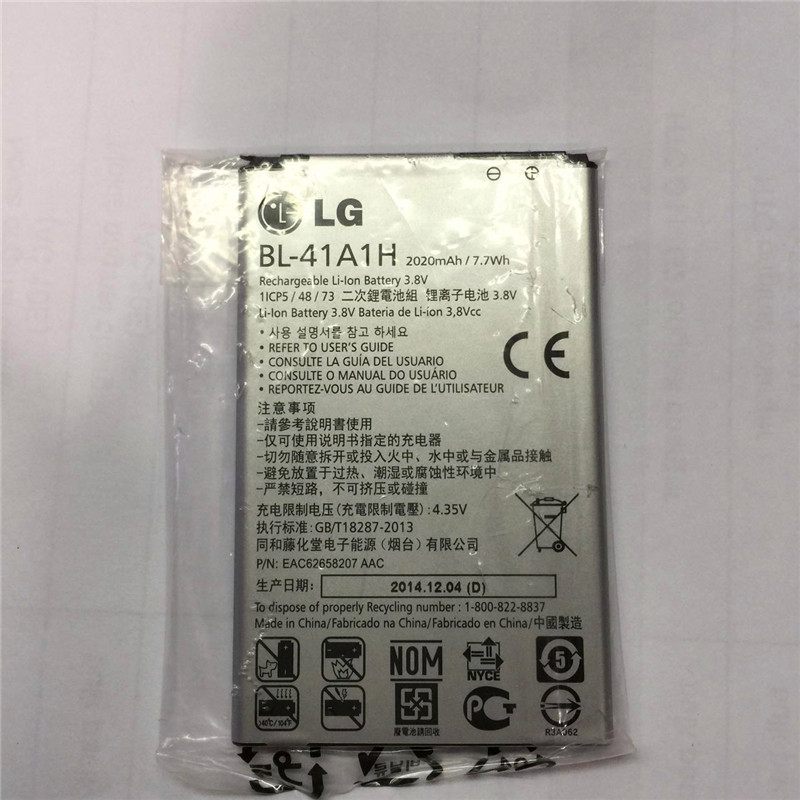 LG
BL-41A1H 2020mAh / 7.7Wh
Rechargeable Li-Ion Battery 3.8V
1ICP5 / 48 / 73 二次鋰電池組 锂离子电池 3.8V
Li-Ion Battery 3.8V Bateria de Li-ion 3,8Vcc
• 사용 설명서를 참고 하세요
• REFER TO USER'S GUIDE
• CONSULTE LA GUÍA DEL USUARIO
• CONSULTE O MANUAL DO USUÁRIO
• REPORTEZ-VOUS AU GUIDE DE L'UTILISATEUR
CE
注意事项
-請參考說明書使用
-仅可使用说明书指定的充电器
-切勿随意拆开或投入火中、水中或与金属品接触
-避免放置于过热、潮湿或腐蚀性环境中
-严禁短路，不可挤压或碰撞
充电限制电压(充電限制電壓) : 4.35V
执行标准: GB/T18287-2013
同和藤化堂电子能源（烟台）有限公司
P/N: EAC62658207 AAC
生产日期: 2014.12.04 (D)
To dispose of properly Recycling number : 1-800-822-8837
Made in China/Fabricado na China/Fabricado en China/中國製造
NOM
NYCE
5
>40°C/104°F
廢電池請回收
R3A062